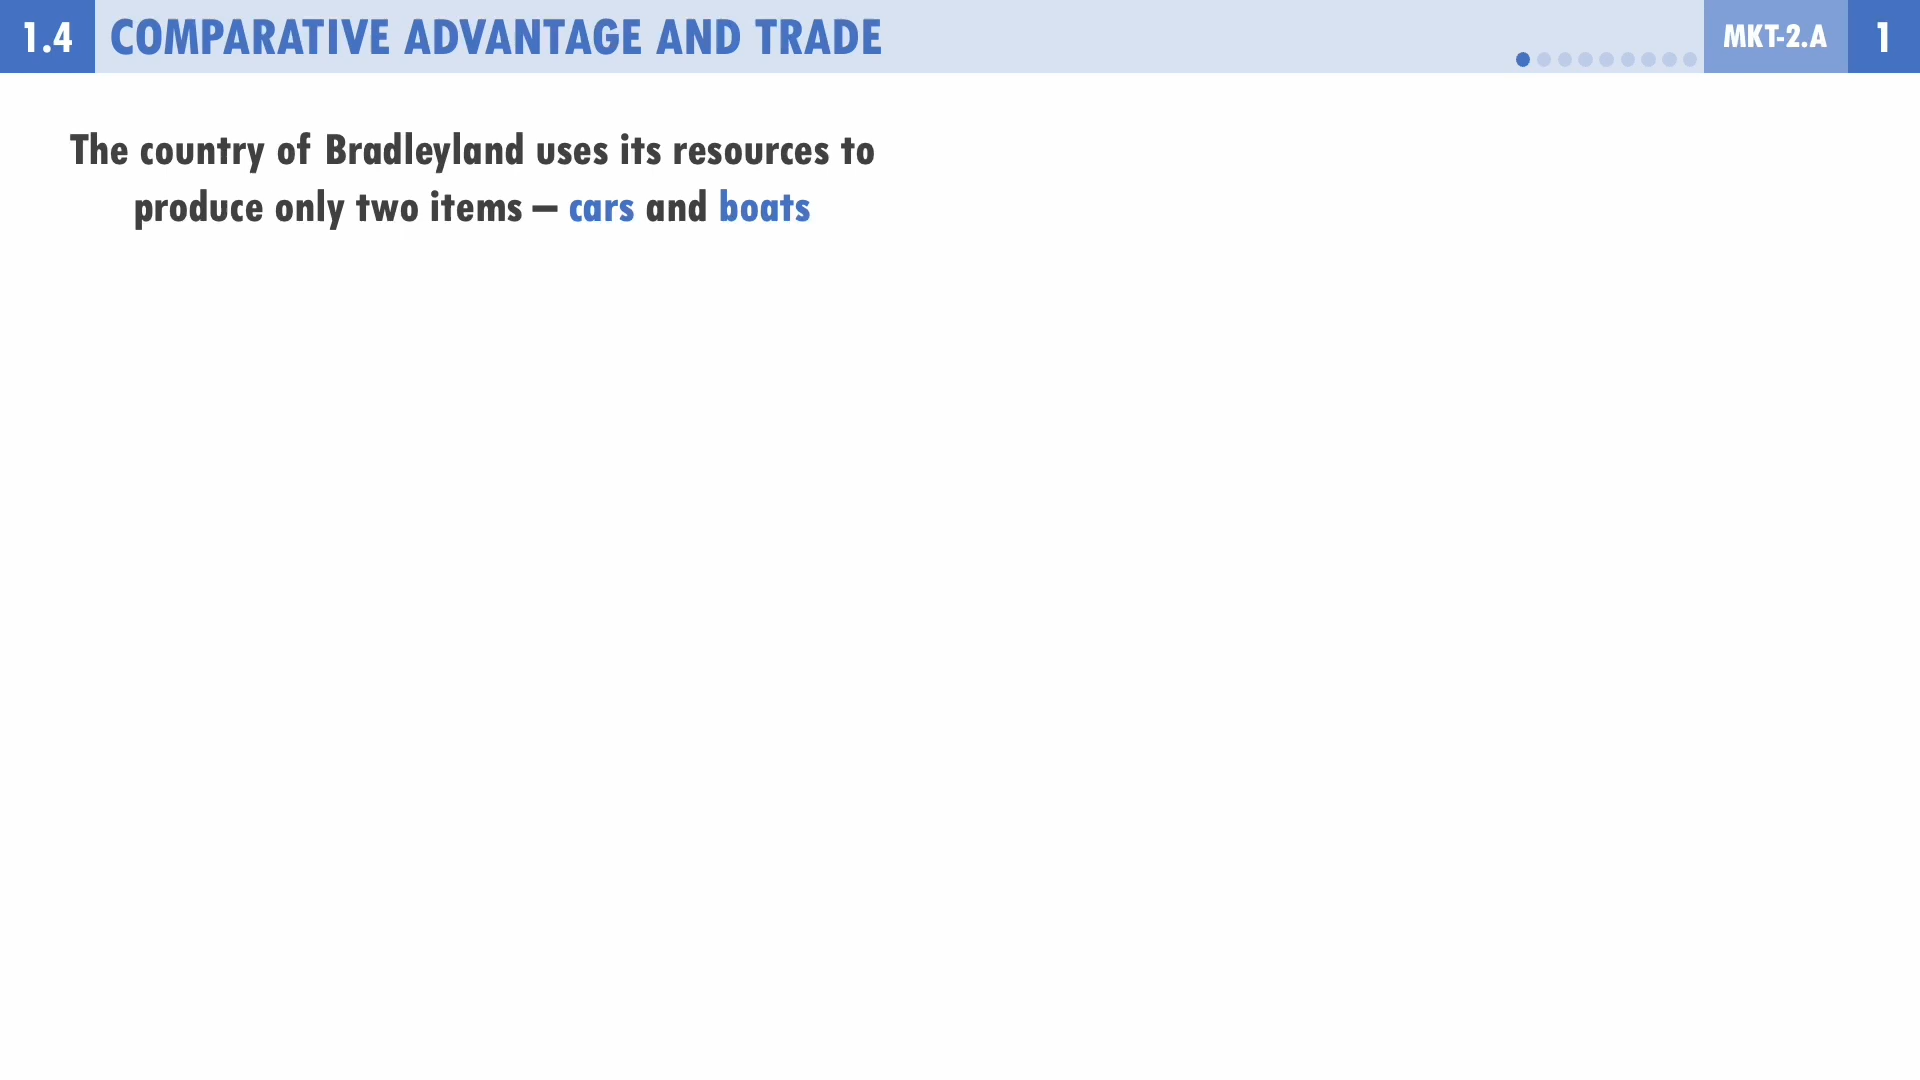 1.4 COMPARATIVE ADVANTAGE AND TRADE MKT-2.A 1
The country of Bradleyland uses its resources to
produce only two items – cars and boats